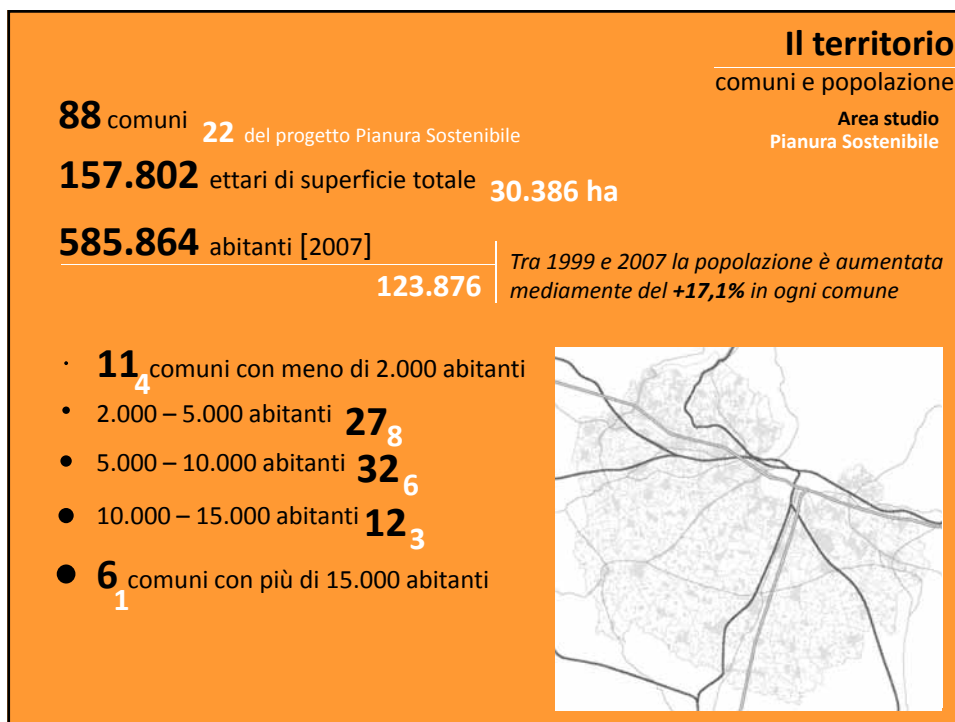 Il territorio
comuni e popolazione
Area studio
Pianura Sostenibile
88 comuni 22 del progetto Pianura Sostenibile
157.802 ettari di superficie totale 30.386 ha
585.864 abitanti [2007]
123.876
Tra 1999 e 2007 la popolazione è aumentata
mediamente del +17,1% in ogni comune
· 11 4 comuni con meno di 2.000 abitanti
• 2.000 – 5.000 abitanti 27 8
• 5.000 – 10.000 abitanti 32 6
• 10.000 – 15.000 abitanti 12 3
• 6 1 comuni con più di 15.000 abitanti